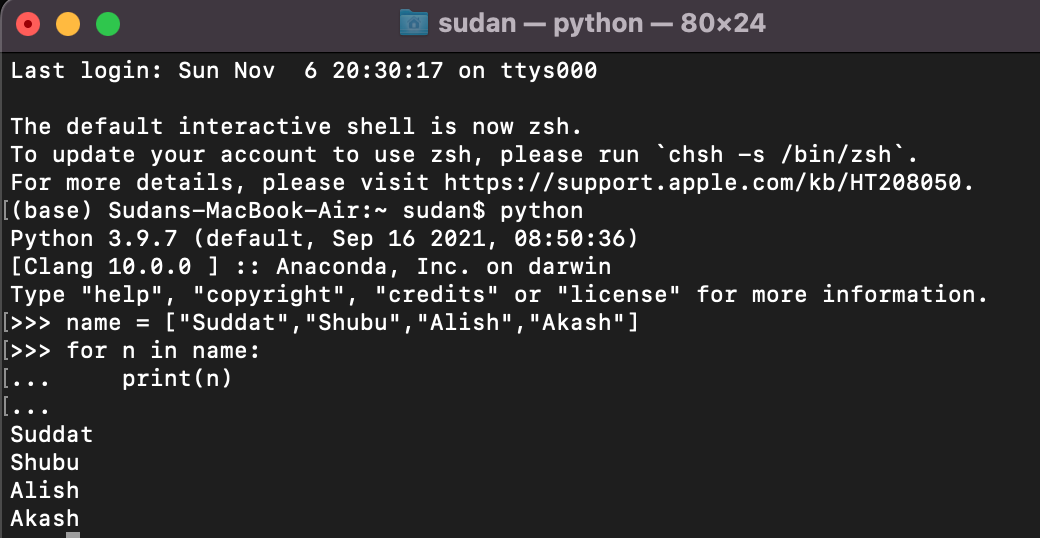 sudan — python — 80×24
Last login: Sun Nov  6 20:30:17 on ttys000
The default interactive shell is now zsh.
To update your account to use zsh, please run `chsh -s /bin/zsh`.
For more details, please visit https://support.apple.com/kb/HT208050.
[(base) Sudans-MacBook-Air:~ sudan$ python
Python 3.9.7 (default, Sep 16 2021, 08:50:36)
[Clang 10.0.0 ] :: Anaconda, Inc. on darwin
Type "help", "copyright", "credits" or "license" for more information.
[>>> name = ["Suddat","Shubu","Alish","Akash"]
[>>> for n in name:
[...     print(n)
[...
Suddat
Shubu
Alish
Akash